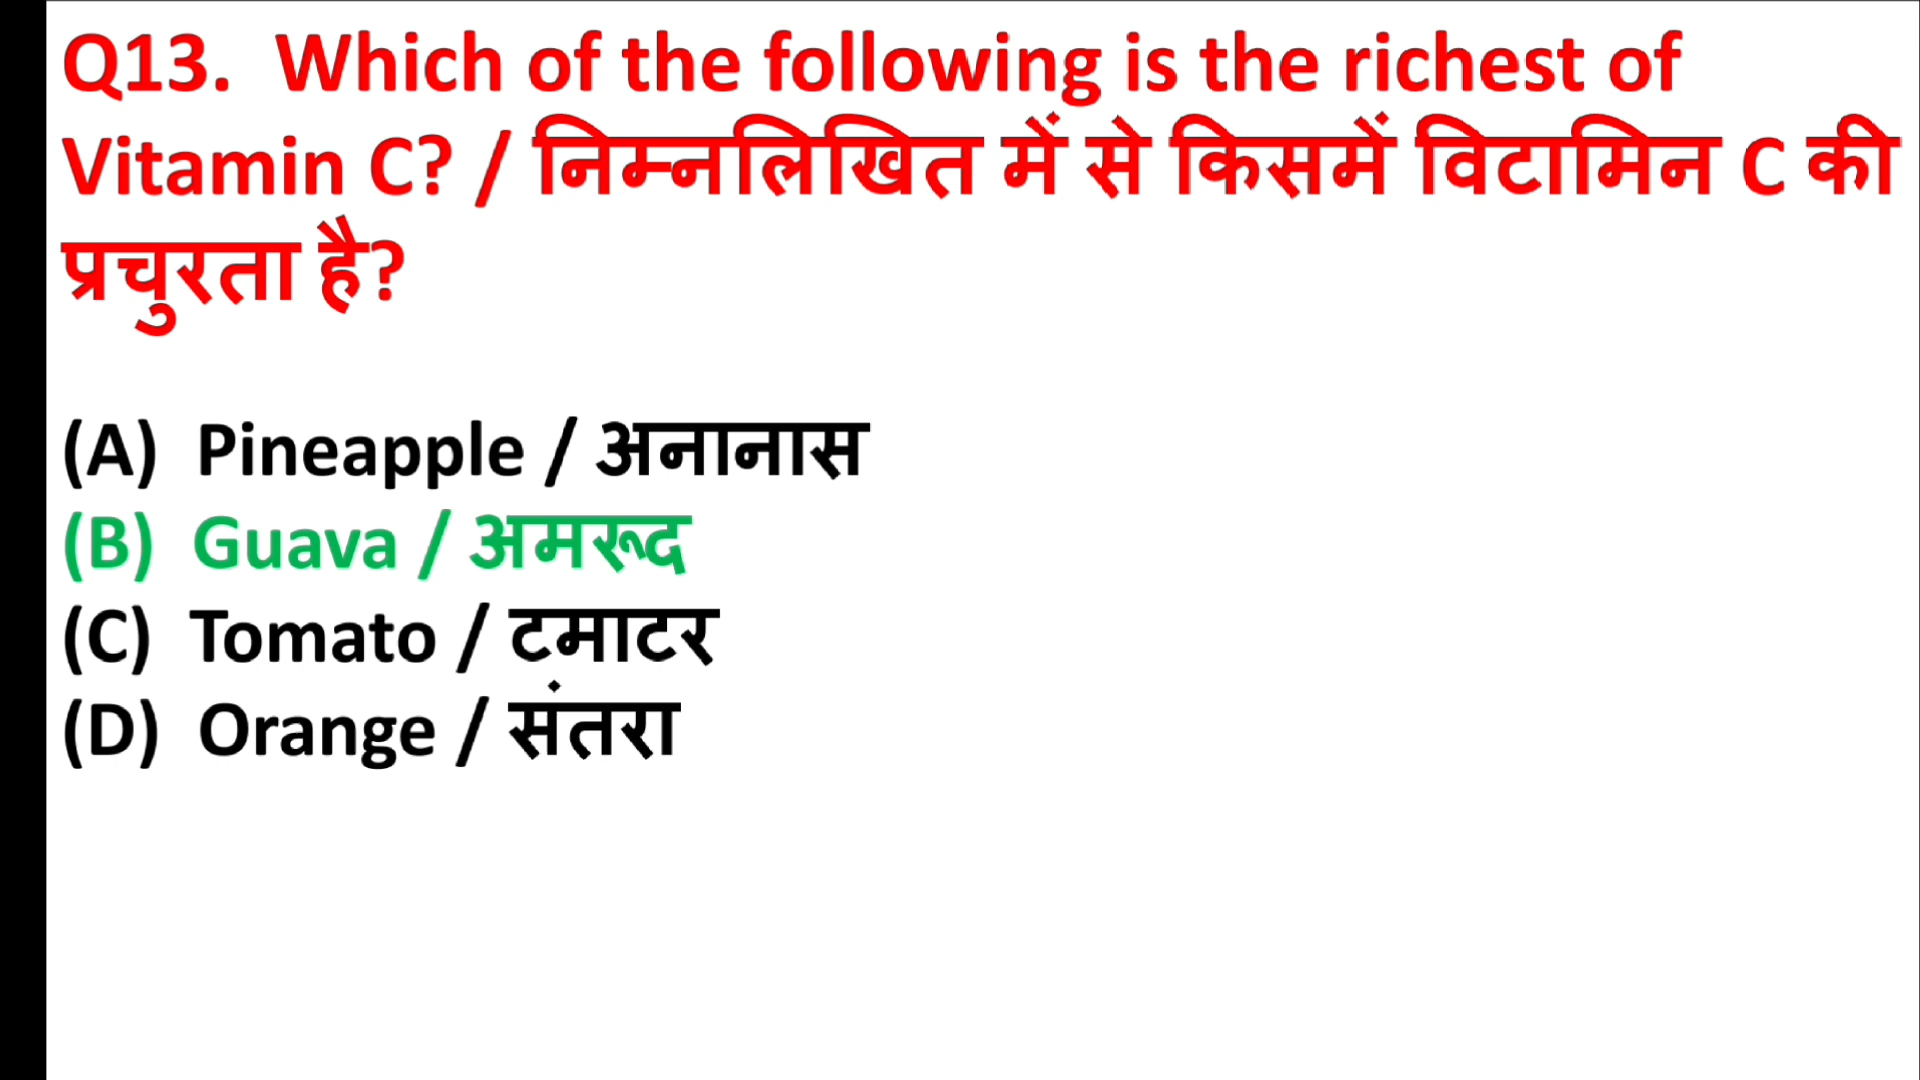 Q13. Which of the following is the richest of
Vitamin C? / निम्नलिखित में से किसमें विटामिन C की
प्रचुरता है?
(A) Pineapple / अनानास
(B) Guava / अमरूद
(C) Tomato / टमाटर
(D) Orange / संतरा